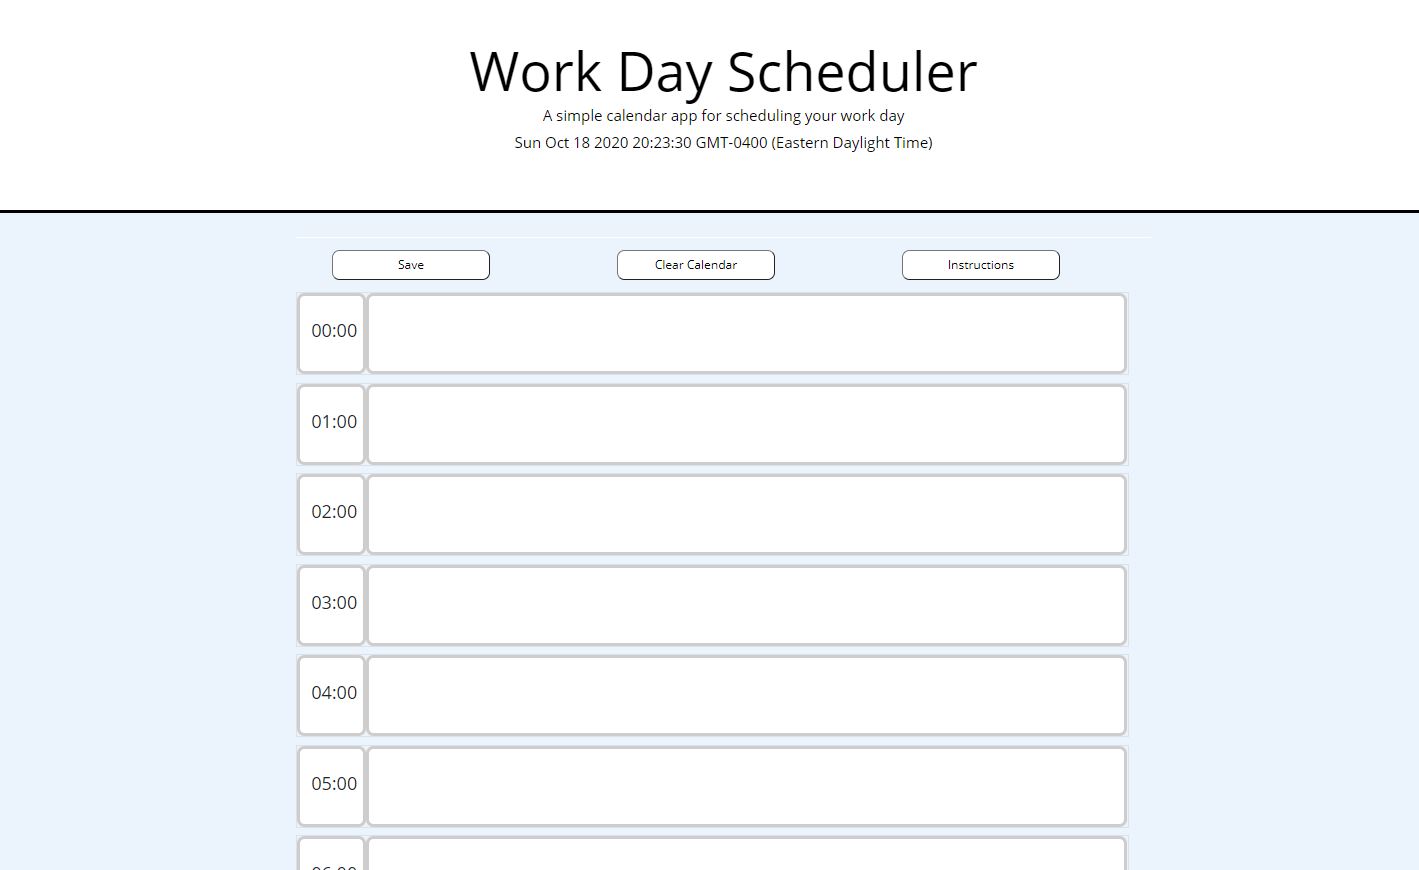 Work Day Scheduler
A simple calendar app for scheduling your work day
Sun Oct 18 2020 20:23:30 GMT-0400 (Eastern Daylight Time)
Save Clear Calendar Instructions
00:00
01:00
02:00
03:00
04:00
05:00
06:00